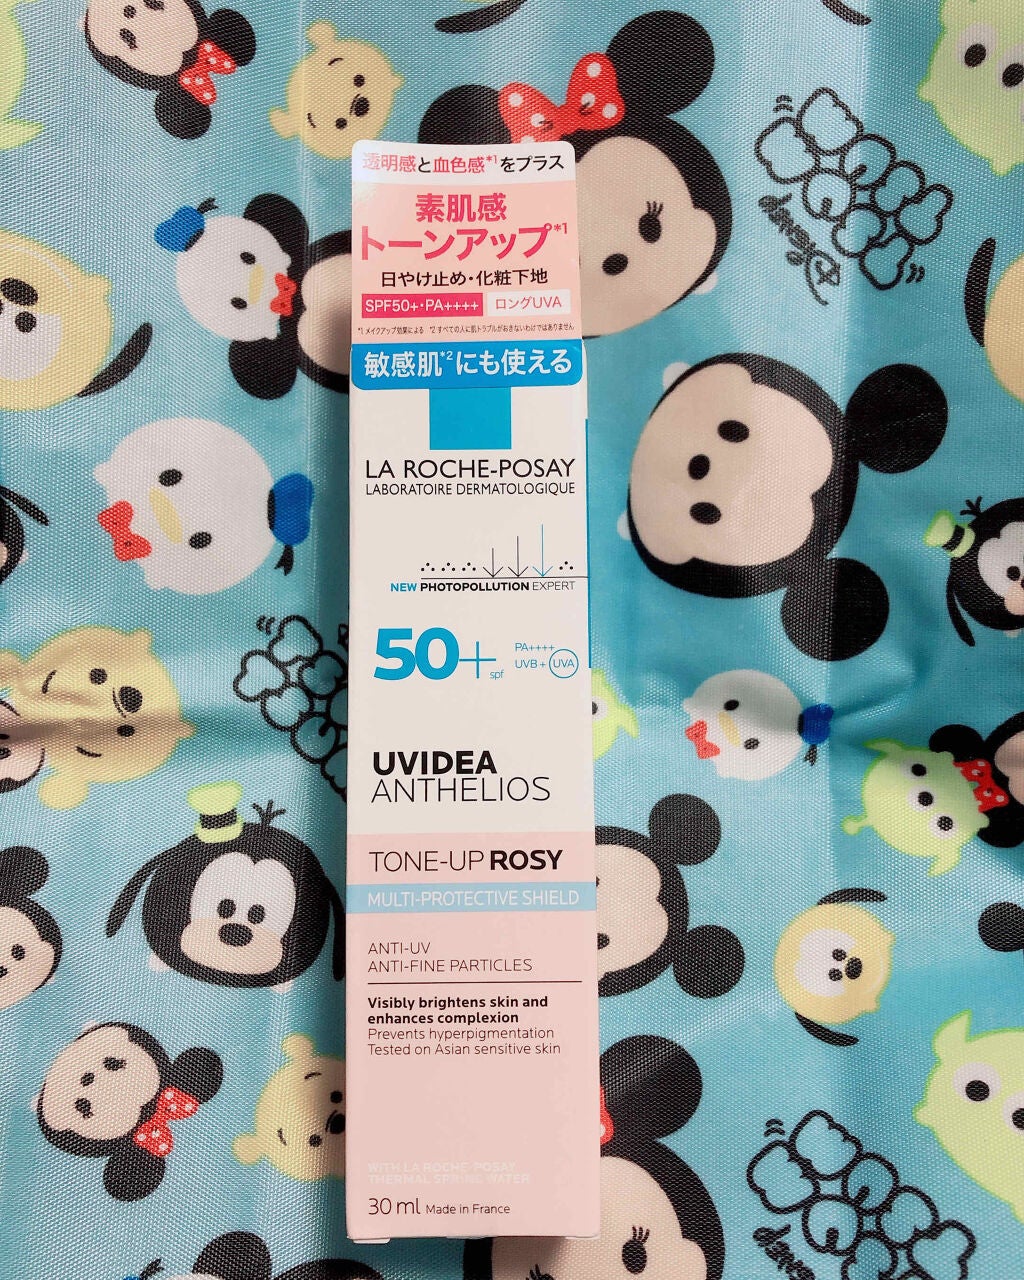 透明感と血色感*1をプラス
素肌感
トーンアップ*1
日やけ止め・化粧下地
SPF50+・PA++++ ロングUVA
*1 メイクアップ効果による *2 すべての人に肌トラブルがおきないわけではありません
敏感肌*2にも使える
LA ROCHE-POSAY
LABORATOIRE DERMATOLOGIQUE
NEW PHOTOPOLLUTION EXPERT
50+ spf
PA++++
UVB + UVA
UVIDEA
ANTHELIOS
TONE-UP ROSY
MULTI-PROTECTIVE SHIELD
ANTI-UV
ANTI-FINE PARTICLES
Visibly brightens skin and
enhances complexion
Prevents hyperpigmentation
Tested on Asian sensitive skin
WITH LA ROCHE-POSAY
THERMAL SPRING WATER
30 ml Made in France
Disney
Disney